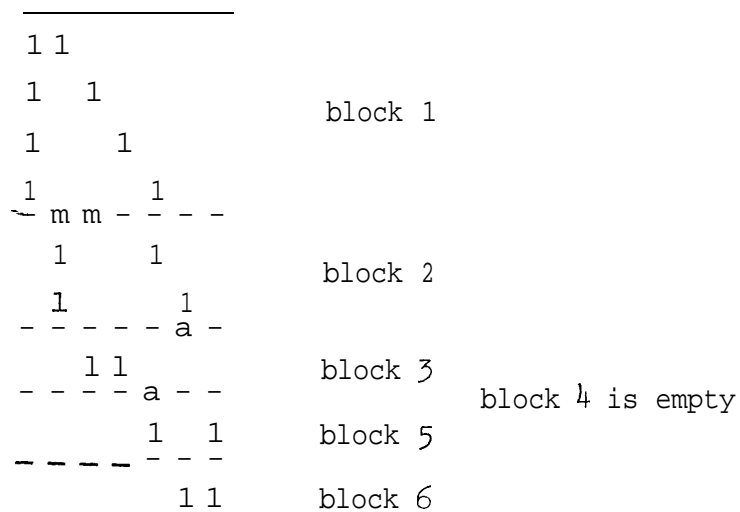 1 1
1 1
block 1
1 1
1 1
- m m - - - -
1 1
block 2
1 1
- - - - - a -
1 1 block 3
- - - - a - -
block 4 is empty
1 1 block 5
- - - - - - -
1 1 block 6